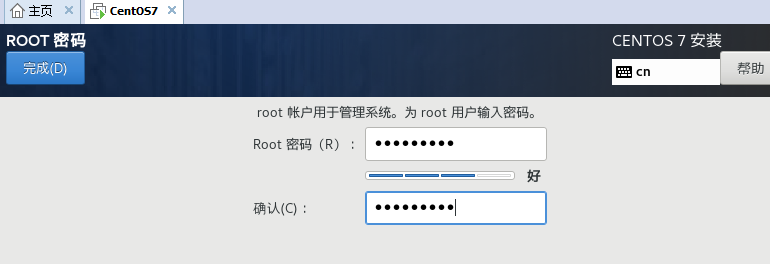 主页 × CentOS7 ×
ROOT 密码
CENTOS 7 安装
完成(D)
cn
帮助
root 帐户用于管理系统。为 root 用户输入密码。
Root 密码（R）：
•••••••••
好
确认(C)：
•••••••••